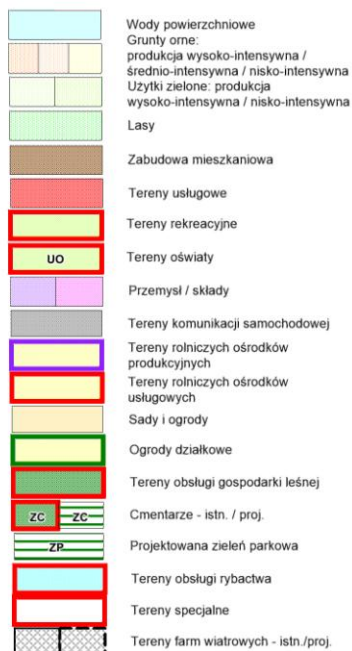 Wody powierzchniowe
Grunty orne:
produkcja wysoko-intensywna /
średnio-intensywna / nisko-intensywna
Użytki zielone: produkcja
wysoko-intensywna / nisko-intensywna
Lasy
Zabudowa mieszkaniowa
Tereny usługowe
Tereny rekreacyjne
UO Tereny oświaty
Przemysł / składy
Tereny komunikacji samochodowej
Tereny rolniczych ośrodków
produkcyjnych
Tereny rolniczych ośrodków
usługowych
Sady i ogrody
Ogrody działkowe
Tereny obsługi gospodarki leśnej
ZC ZC Cmentarze - istn. / proj.
ZP Projektowana zieleń parkowa
Tereny obsługi rybactwa
Tereny specjalne
Tereny farm wiatrowych - istn./proj.